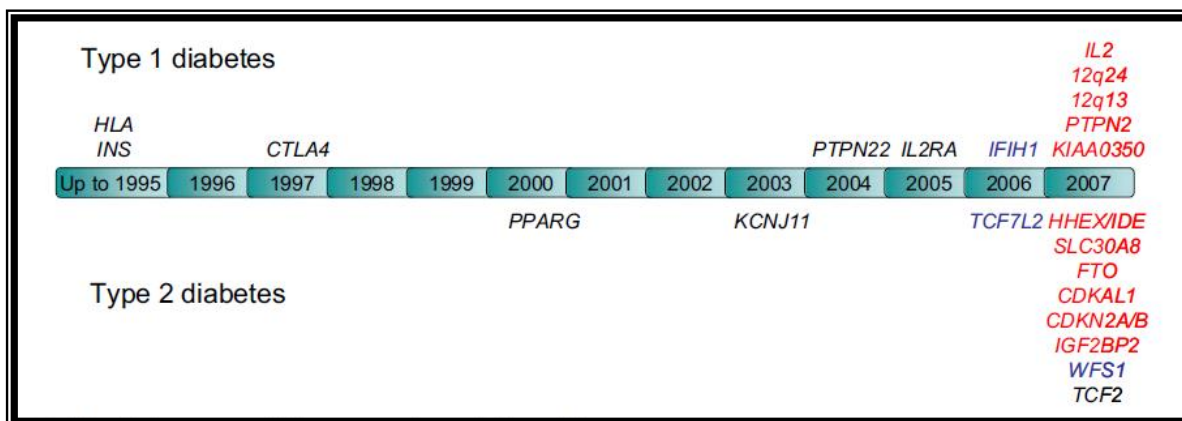 Type 1 diabetes
IL2
12q24
12q13
HLA
PTPN2
INS CTLA4 PTPN22 IL2RA IFIH1 KIAA0350
Up to 1995 1996 1997 1998 1999 2000 2001 2002 2003 2004 2005 2006 2007
PPARG KCNJ11 TCF7L2 HHEX/IDE
SLC30A8
FTO
Type 2 diabetes
CDKAL1
CDKN2A/B
IGF2BP2
WFS1
TCF2